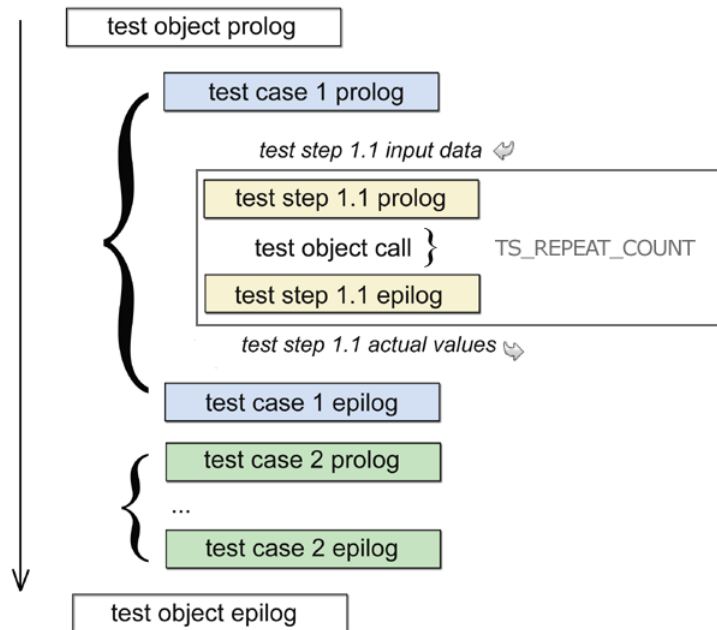 test object prolog
test case 1 prolog
test step 1.1 input data
test step 1.1 prolog
test object call
TS_REPEAT_COUNT
test step 1.1 epilog
test step 1.1 actual values
test case 1 epilog
test case 2 prolog
...
test case 2 epilog
test object epilog